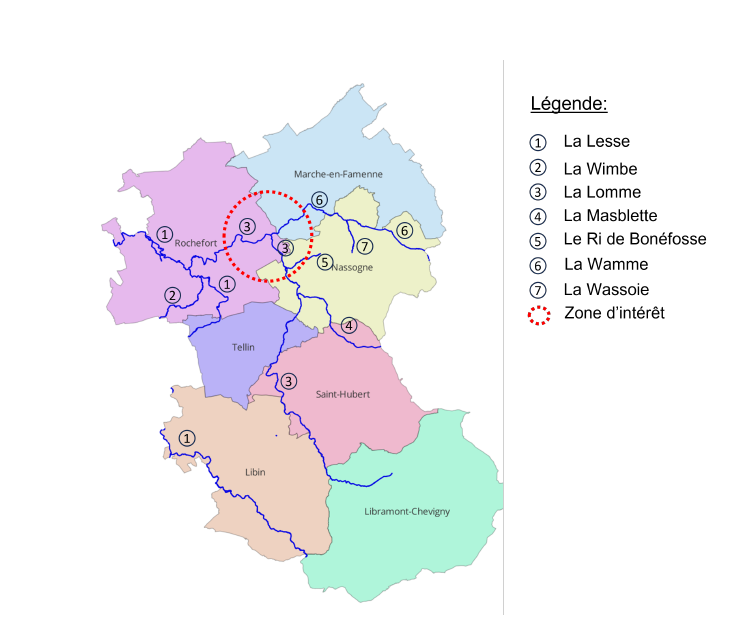 Légende:
① La Lesse
② La Wimbe
③ La Lomme
④ La Masblette
⑤ Le Ri de Bonéfosse
⑥ La Wamme
⑦ La Wassoie
Zone d'intérêt
Marche-en-Famenne
⑥
③
⑥
①
Rochefort
③
⑦
⑤
Nassogne
①
②
④
Tellin
③
Saint-Hubert
①
Libin
Libramont-Chevigny